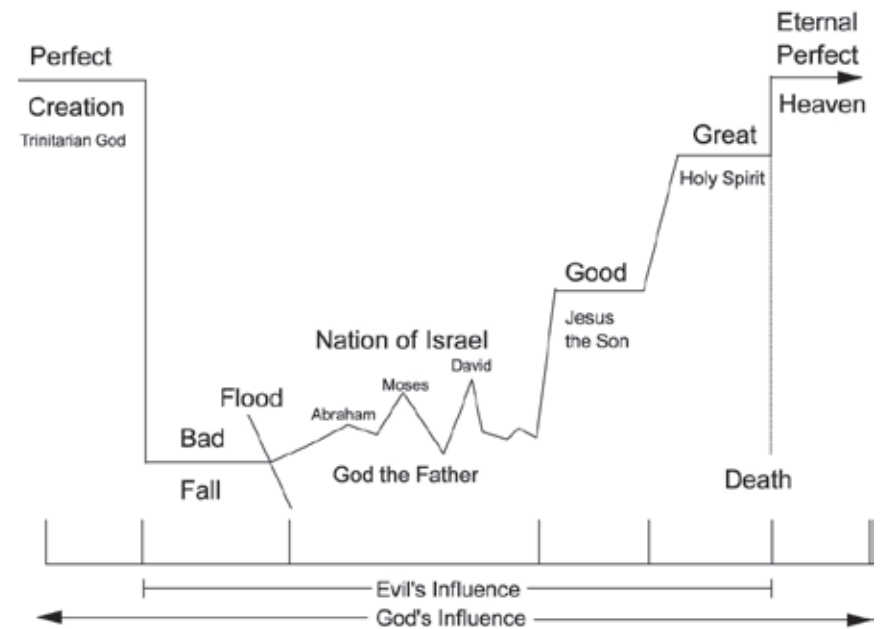 Perfect
Creation
Trinitarian God
Bad
Fall
Flood
Nation of Israel
Abraham
Moses
David
God the Father
Good
Jesus
the Son
Great
Holy Spirit
Eternal
Perfect
Heaven
Death
Evil's Influence
God's Influence